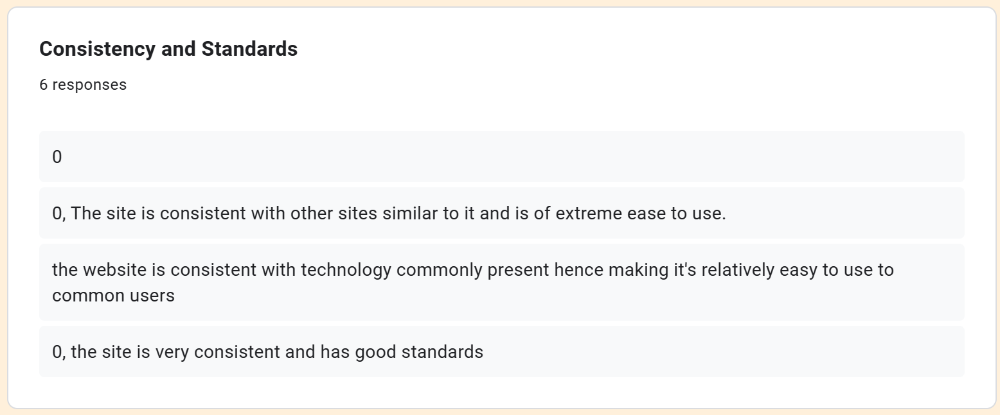 Consistency and Standards
6 responses
0
0, The site is consistent with other sites similar to it and is of extreme ease to use.
the website is consistent with technology commonly present hence making it's relatively easy to use to
common users
0, the site is very consistent and has good standards